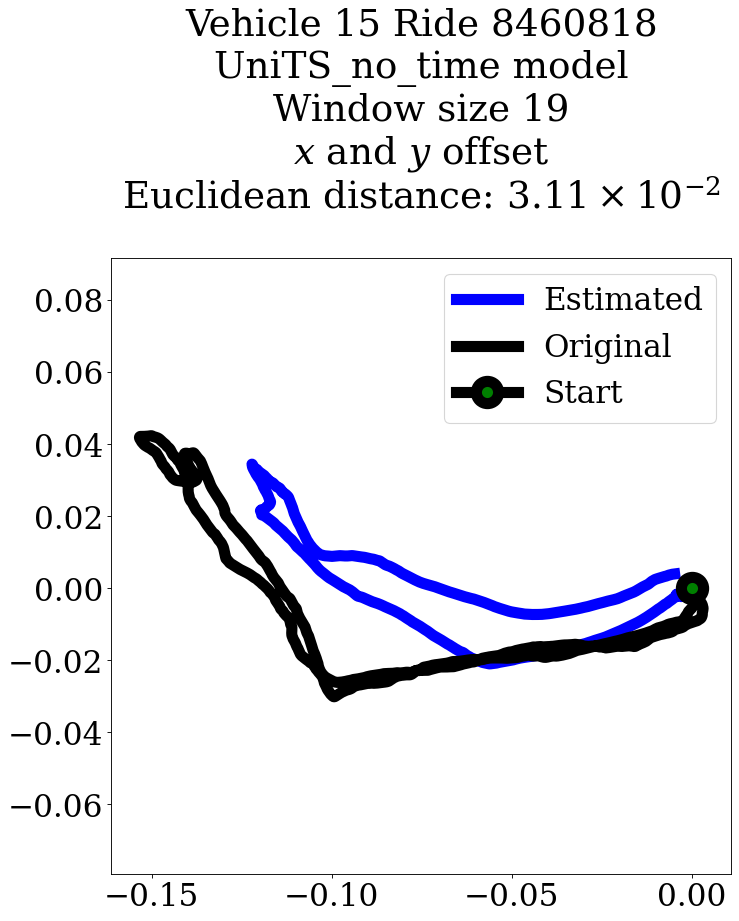 Vehicle 15 Ride 8460818
UniTS_no_time model
Window size 19
x and y offset
Euclidean distance: 3.11 × 10⁻²
Estimated
Original
Start
0.08
0.06
0.04
0.02
0.00
−0.02
−0.04
−0.06
−0.15 −0.10 −0.05 0.00